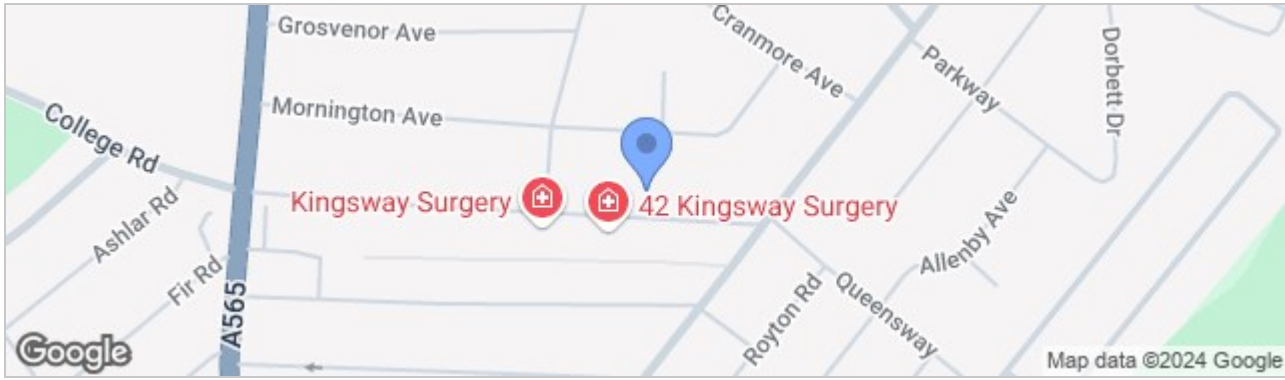 Grosvenor Ave
Cranmore Ave
Parkway
Dorbett Dr
Mornington Ave
College Rd
Kingsway Surgery
42 Kingsway Surgery
Ashlar Rd
Allenby Ave
Fir Rd
A565
Royton Rd
Queensway
Google
Map data ©2024 Google